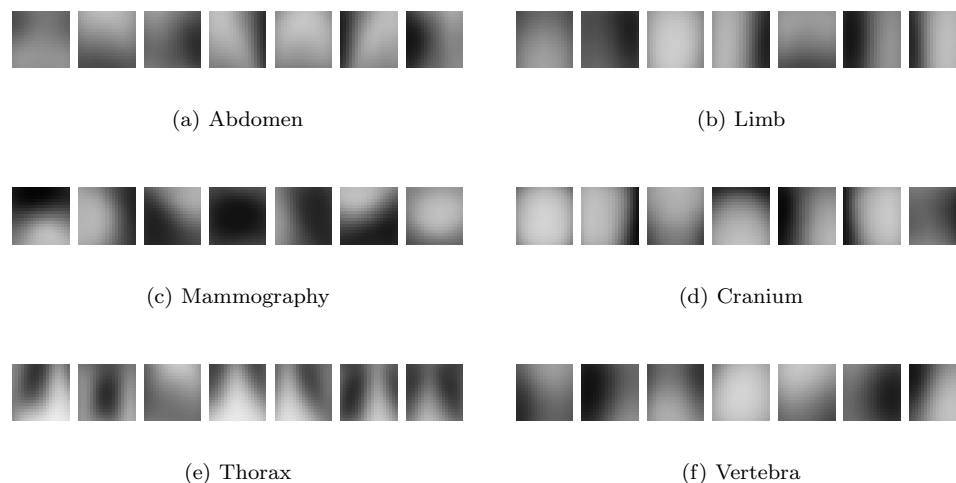 (a) Abdomen
(b) Limb
(c) Mammography
(d) Cranium
(e) Thorax
(f) Vertebra